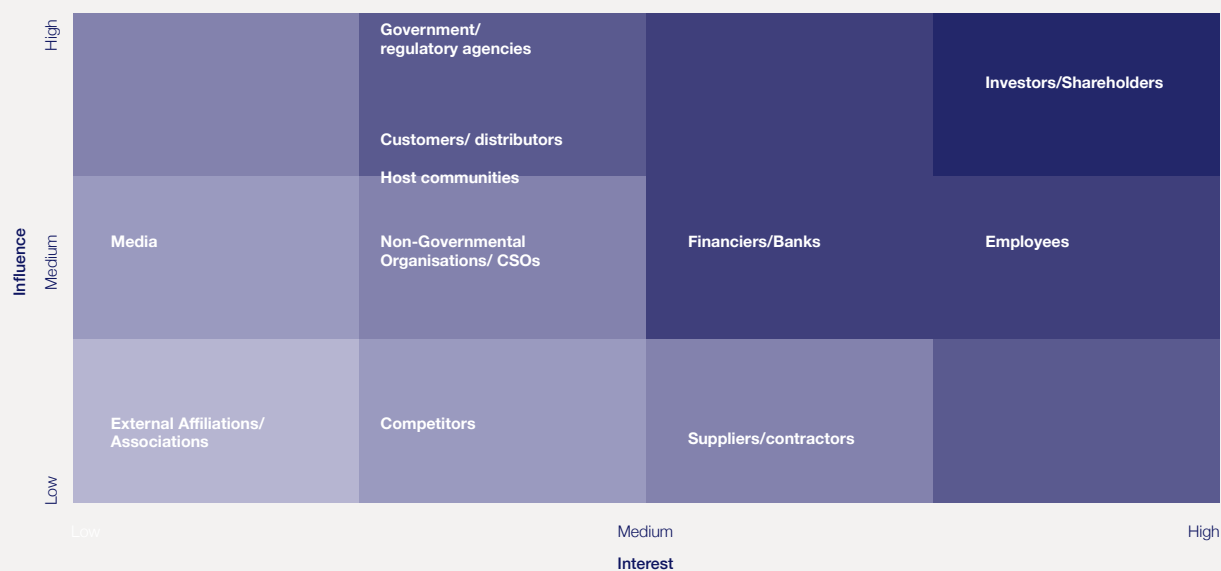 High
Government/
regulatory agencies
Investors/Shareholders
Customers/ distributors
Host communities
Influence
Medium
Media
Non-Governmental
Organisations/ CSOs
Financiers/Banks
Employees
External Affiliations/
Associations
Competitors
Suppliers/contractors
Low
Low
Medium
High
Interest